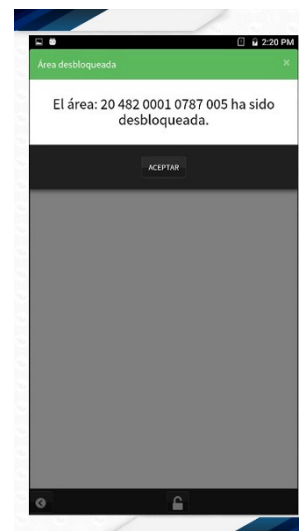 2:20 PM
Área desbloqueada ×
El área: 20 482 0001 0787 005 ha sido
desbloqueada.
ACEPTAR